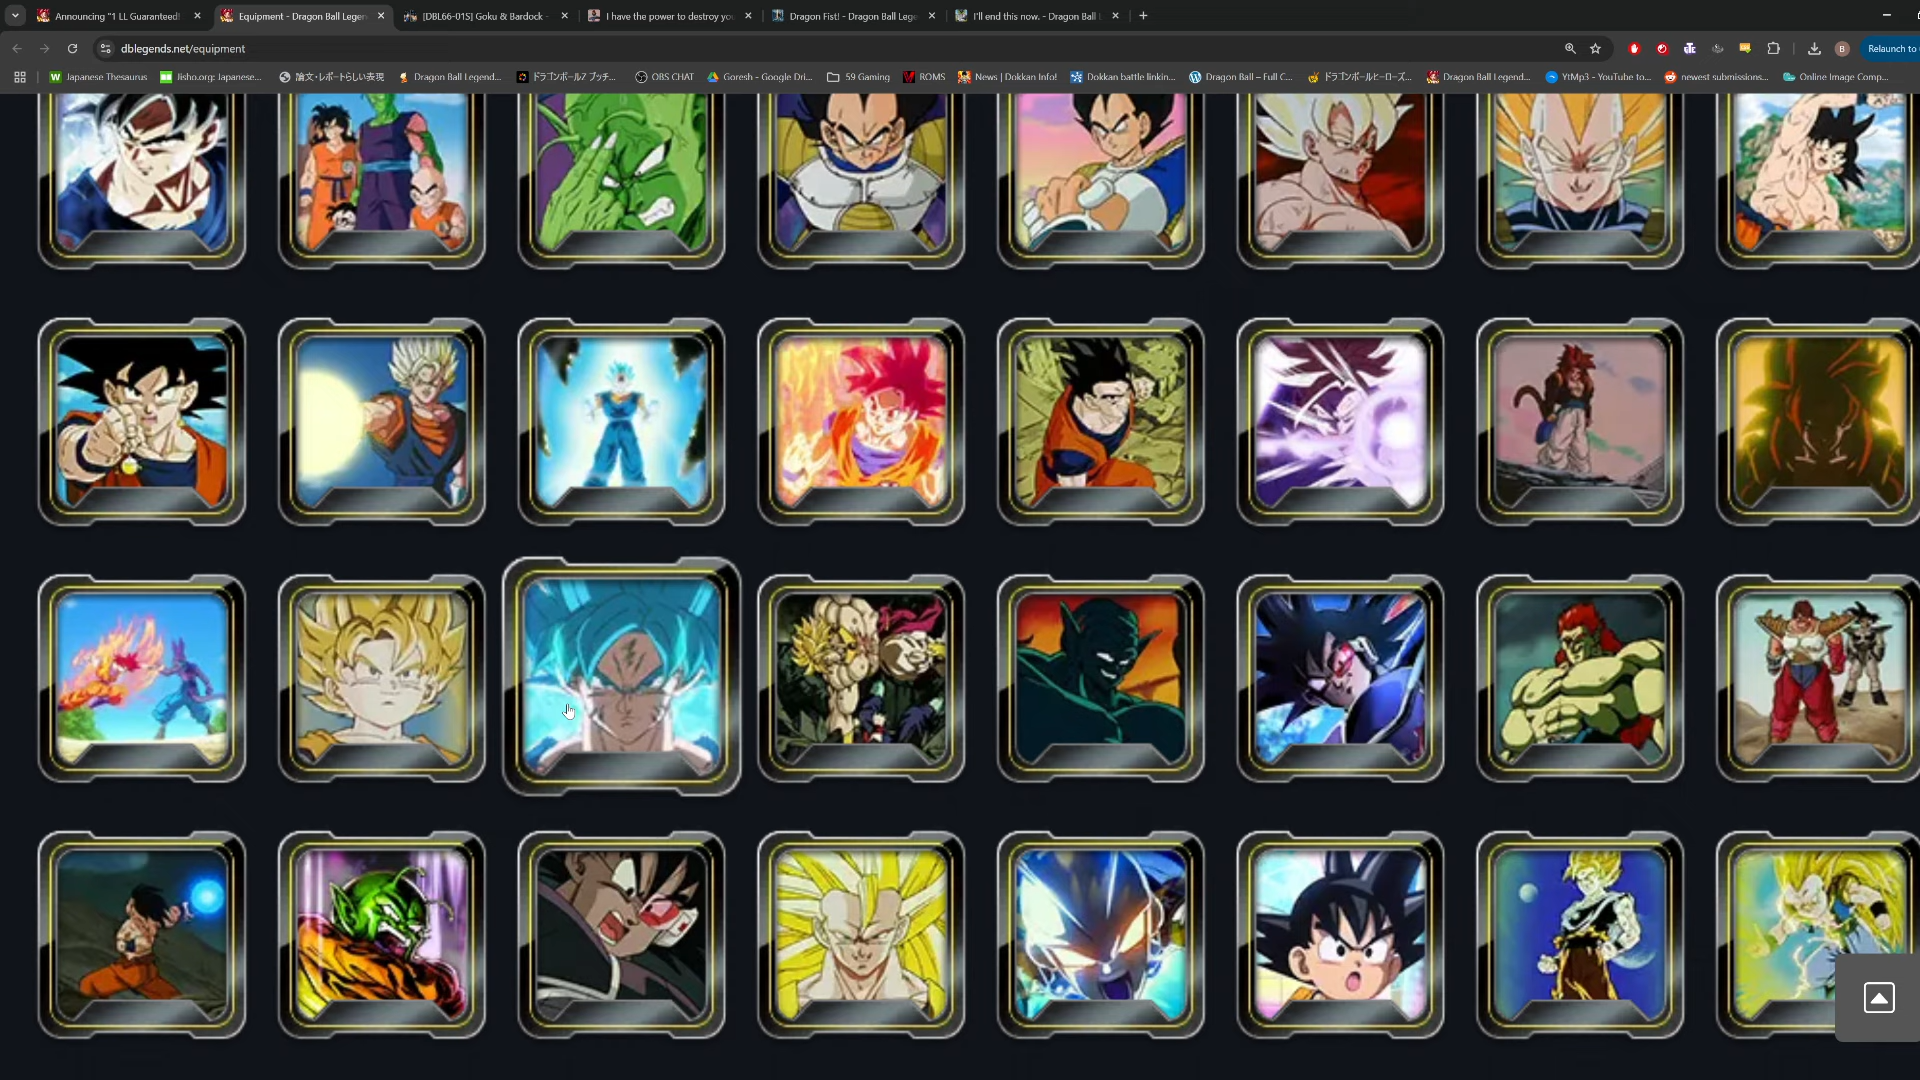 Announcing "1 LL Guaranteed!
Equipment - Dragon Ball Legen
[DBL66-01S] Goku & Bardock -
I have the power to destroy yo
Dragon Fist! - Dragon Ball Lege
I'll end this now. - Dragon Ball
dblegends.net/equipment
B
Relaunch to
Japanese Thesaurus
Jisho.org: Japanese...
論文・レポートらしい表現
Dragon Ball Legend...
ドラゴンボールZ ブッチ...
OBS CHAT
Goresh - Google Dri...
59 Gaming
ROMS
News | Dokkan Info!
Dokkan battle linkin...
Dragon Ball – Full C...
ドラゴンボールヒーローズ...
Dragon Ball Legend...
YtMp3 - YouTube to...
newest submissions...
Online Image Comp...